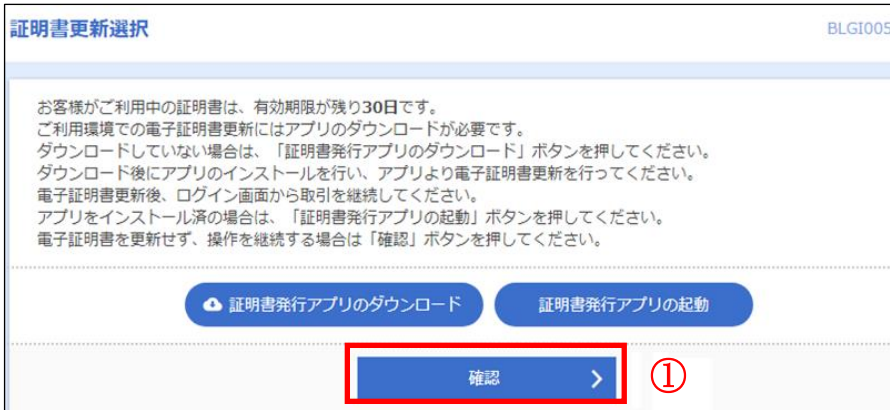 証明書更新選択
BLGI005
お客様がご利用中の証明書は、有効期限が残り30日です。
ご利用環境での電子証明書更新にはアプリのダウンロードが必要です。
ダウンロードしていない場合は、「証明書発行アプリのダウンロード」ボタンを押してください。
ダウンロード後にアプリのインストールを行い、アプリより電子証明書更新を行ってください。
電子証明書更新後、ログイン画面から取引を継続してください。
アプリをインストール済の場合は、「証明書発行アプリの起動」ボタンを押してください。
電子証明書を更新せず、操作を継続する場合は「確認」ボタンを押してください。
証明書発行アプリのダウンロード
証明書発行アプリの起動
確認
①